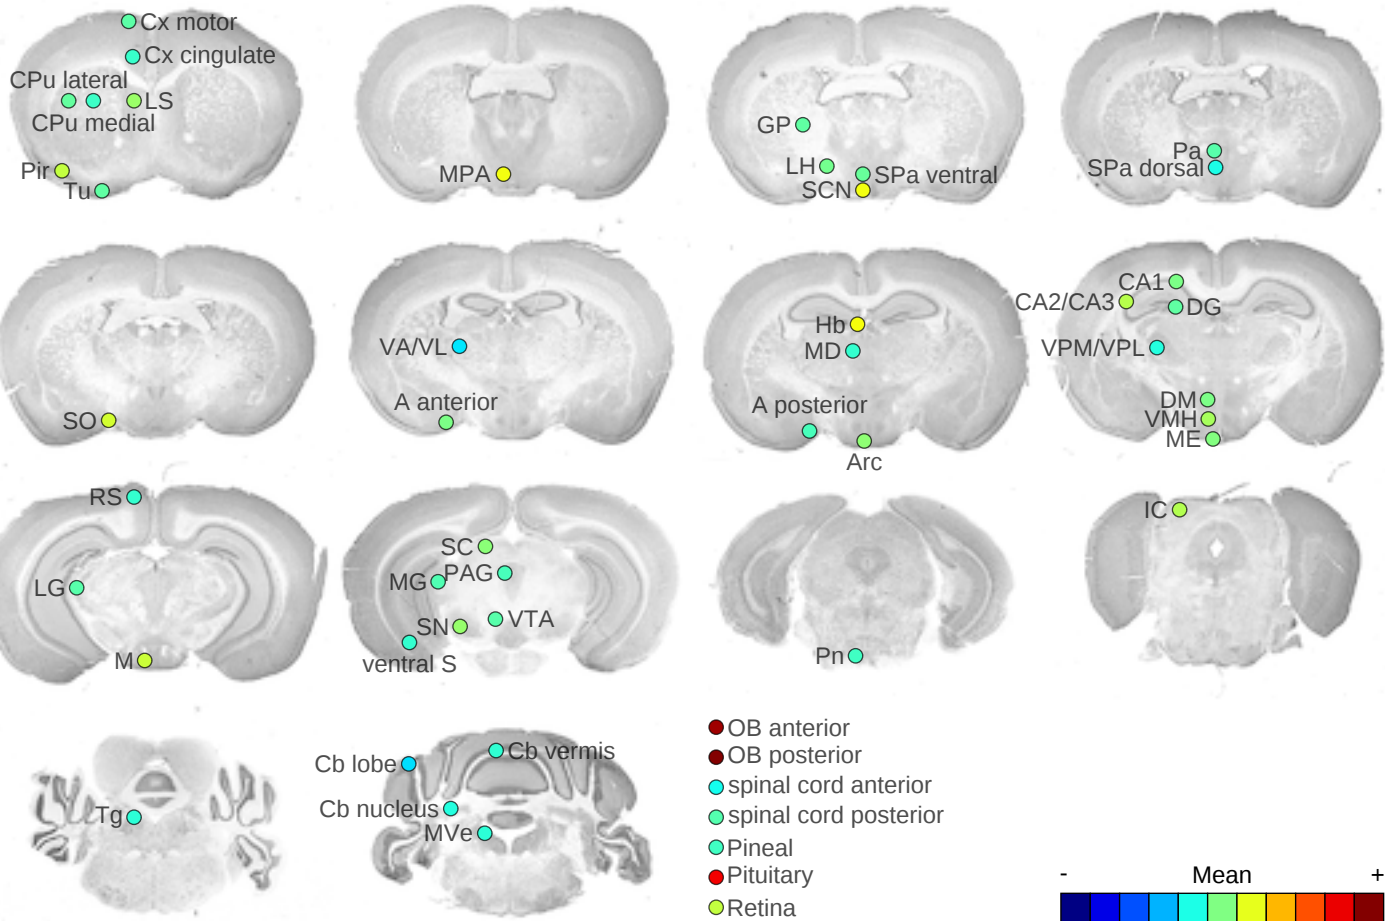 Cx motor
Cx cingulate
CPu lateral
LS
CPu medial
Pir
Tu
MPA
GP
LH
SPa ventral
SCN
Pa
SPa dorsal
SO
VA/VL
A anterior
Hb
MD
A posterior
Arc
CA1
CA2/CA3
DG
VPM/VPL
DM
VMH
ME
RS
LG
M
SC
MG
PAG
SN
VTA
ventral S
Pn
IC
Tg
Cb lobe
Cb vermis
Cb nucleus
MVe
OB anterior
OB posterior
spinal cord anterior
spinal cord posterior
Pineal
Pituitary
Retina
- Mean +